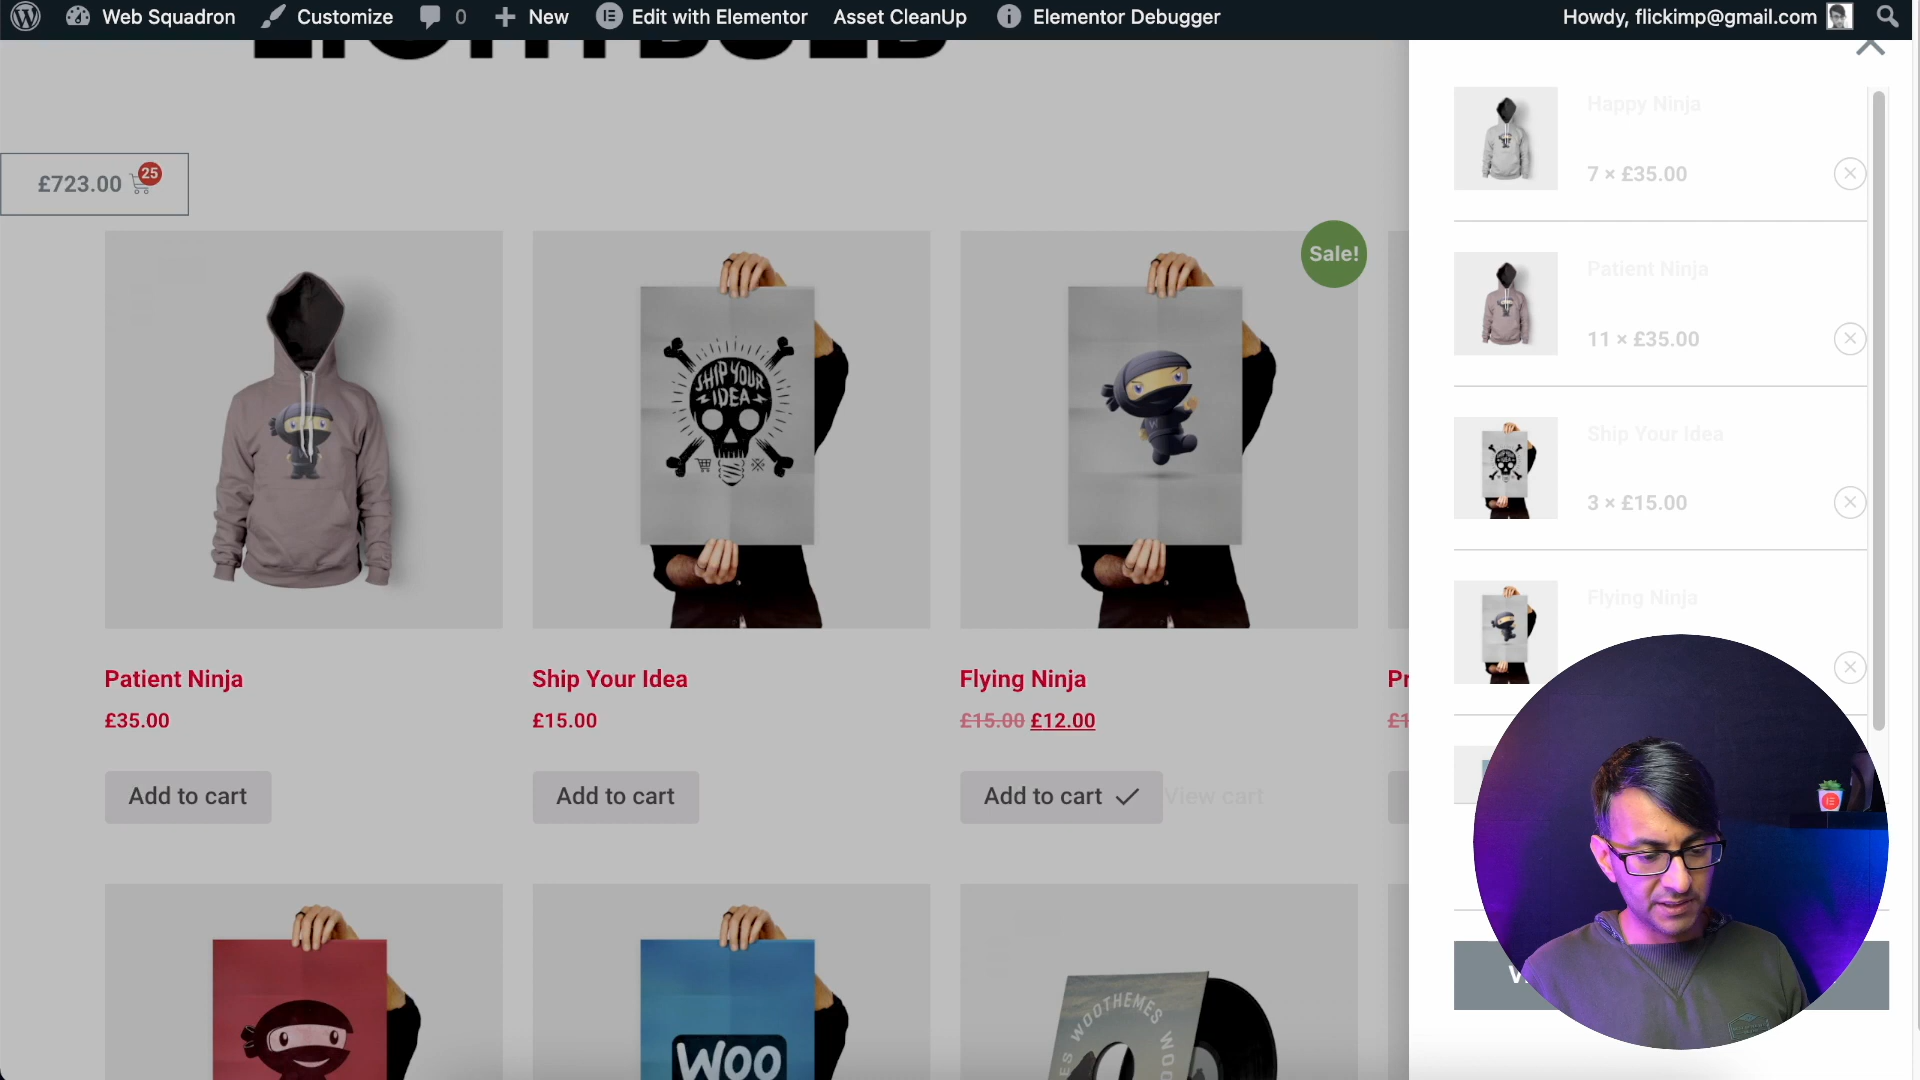 Web Squadron Customize 0 New Edit with Elementor Asset CleanUp Elementor Debugger Howdy, flickimp@gmail.com
£723.00 25
Sale!
SHIP YOUR
IDEA
Patient Ninja
£35.00
Add to cart
Ship Your Idea
£15.00
Add to cart
Flying Ninja
£15.00 £12.00
Add to cart View cart
Pr
£1
WOO
WOOTHEMES
Happy Ninja
7 × £35.00
Patient Ninja
11 × £35.00
Ship Your Idea
3 × £15.00
Flying Ninja